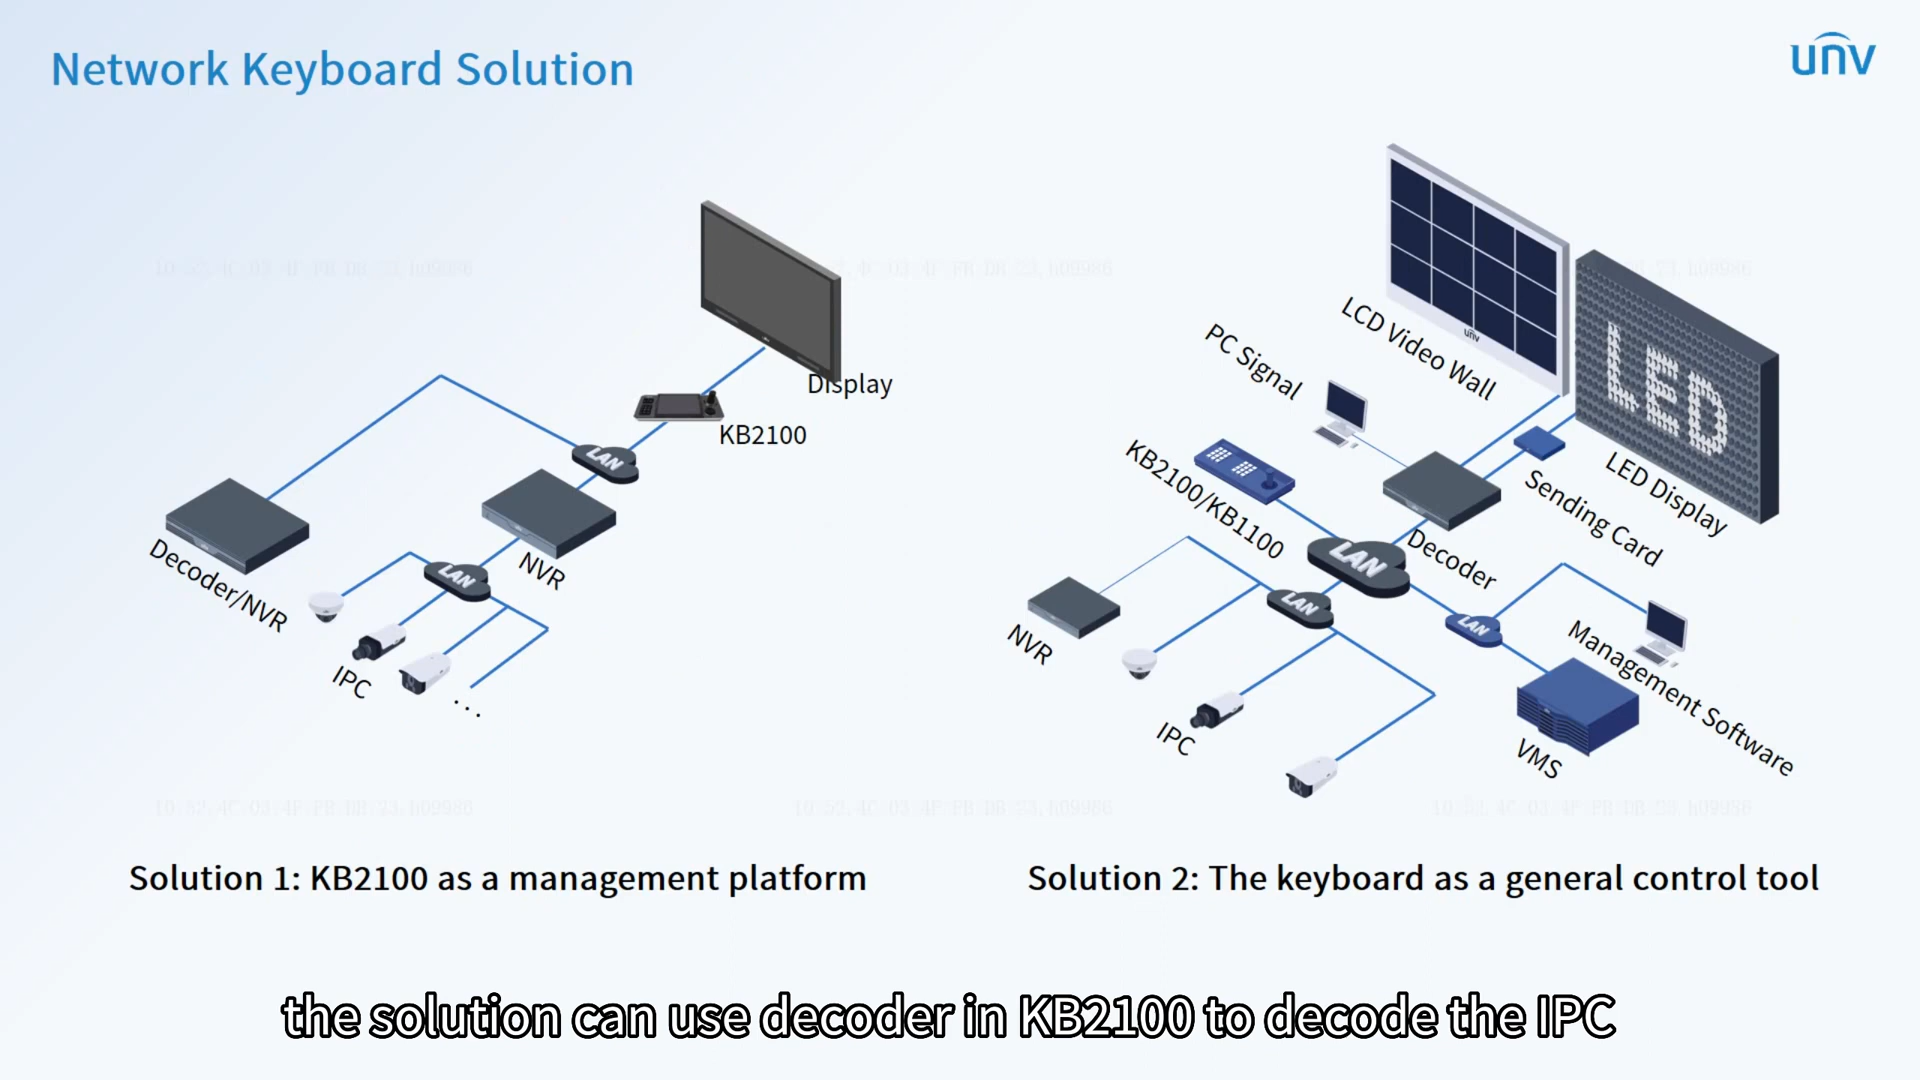 Network Keyboard Solution
unv
Display
KB2100
LAN
Decoder/NVR
NVR
LAN
IPC
...
Solution 1: KB2100 as a management platform
LCD Video Wall
unv
PC Signal
LED
LED Display
KB2100/KB1100
Sending Card
Decoder
LAN
LAN
LAN
NVR
Management Software
IPC
VMS
Solution 2: The keyboard as a general control tool
the solution can use decoder in KB2100 to decode the IPC